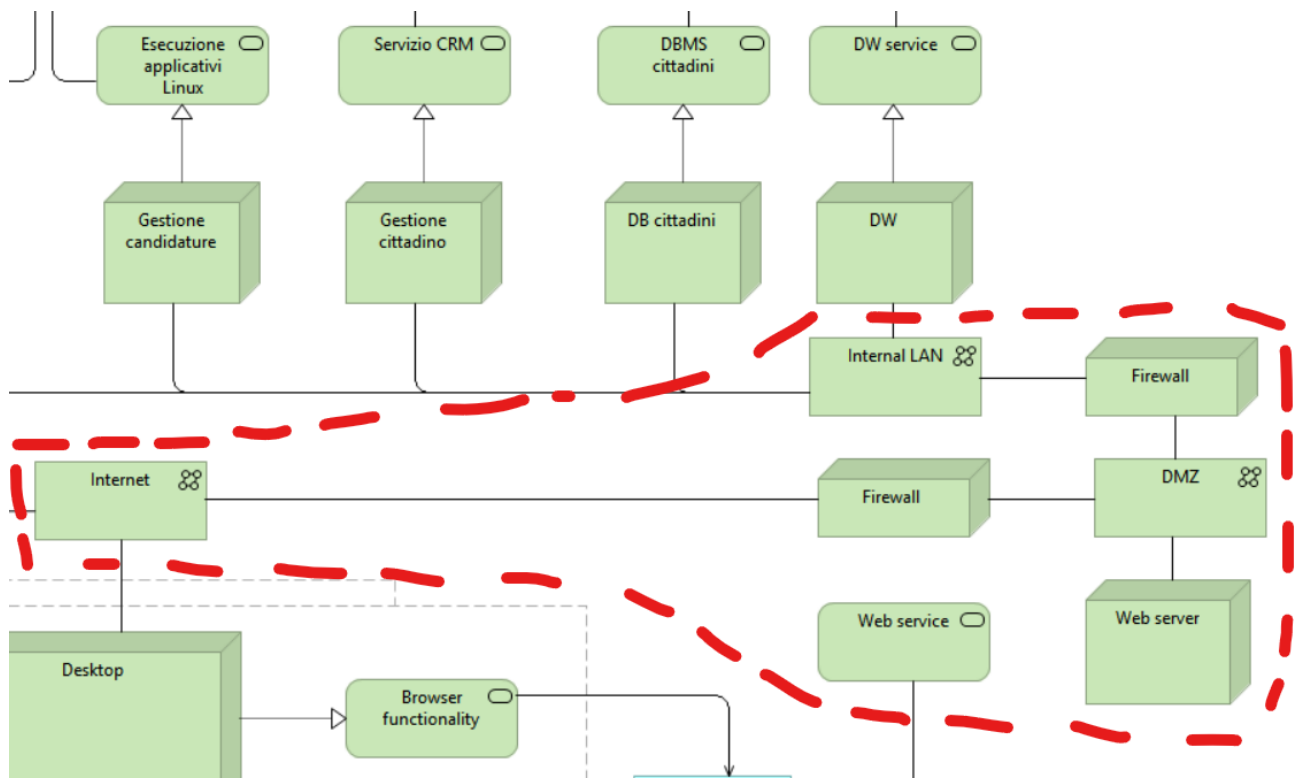 Esecuzione
applicativi
Linux
Servizio CRM
DBMS
cittadini
DW service
Gestione
candidature
Gestione
cittadino
DB cittadini
DW
Internal LAN
Firewall
Internet
Firewall
DMZ
Web service
Web server
Desktop
Browser
functionality